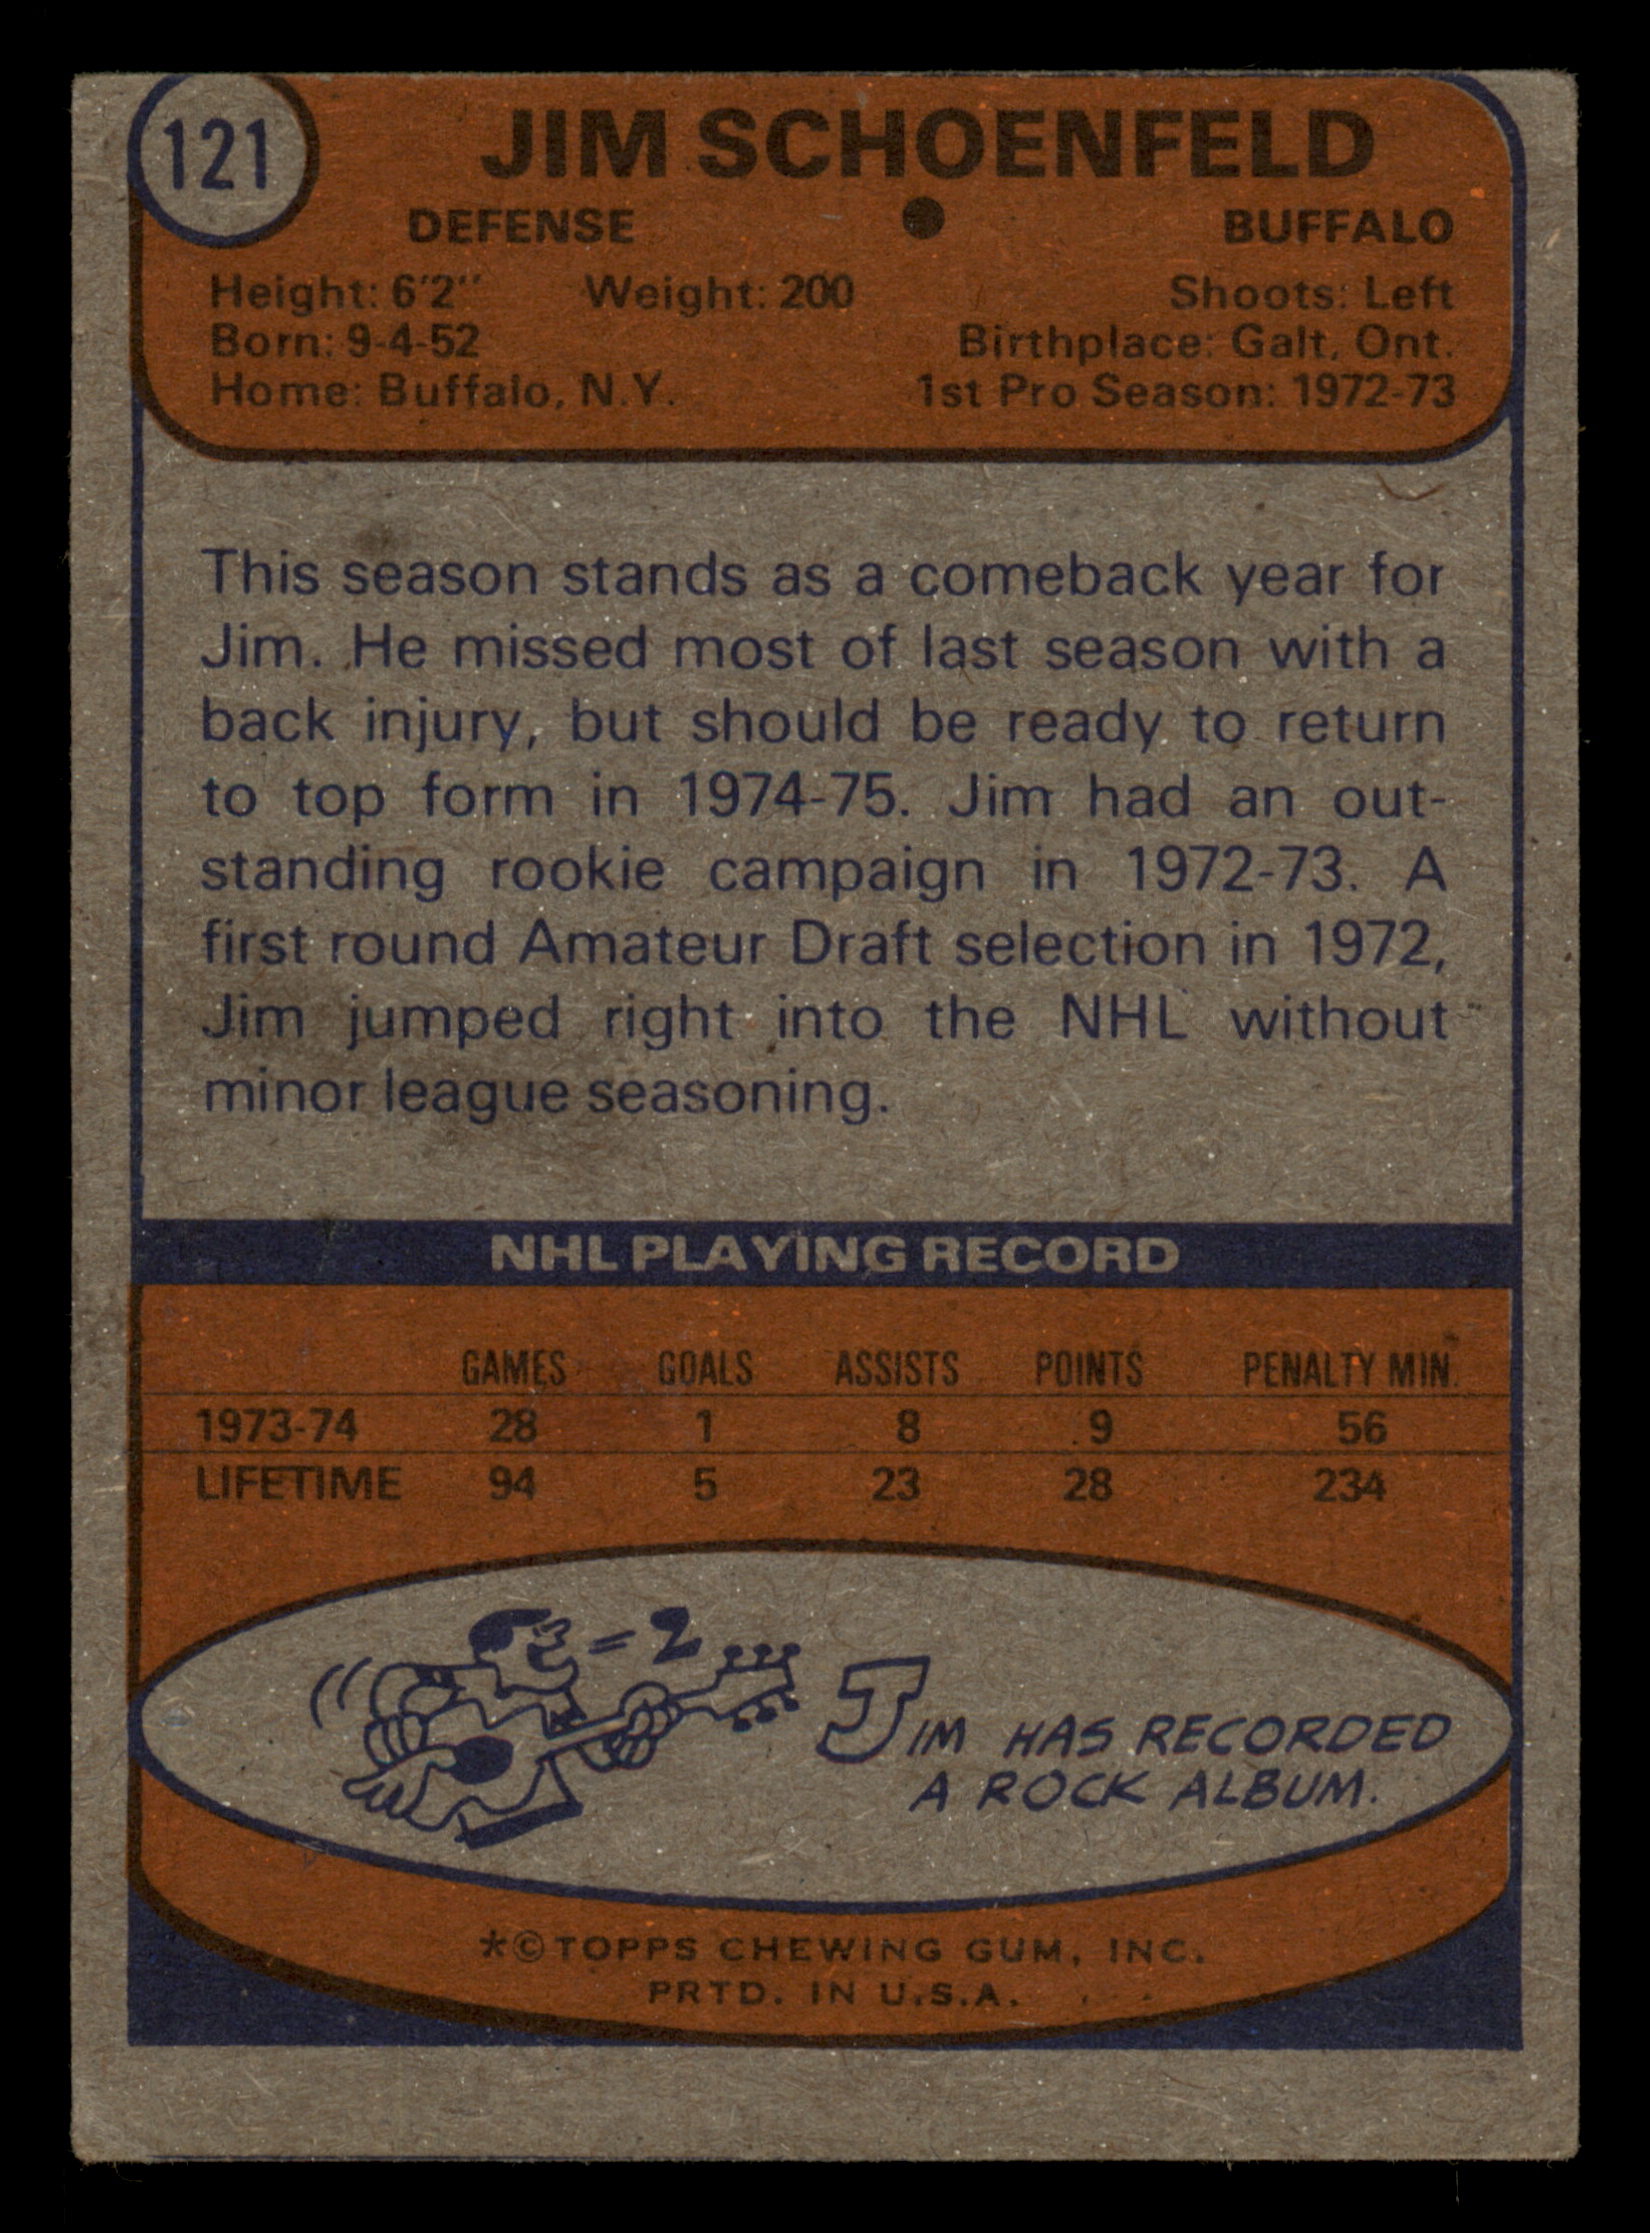 121
JIM SCHOENFELD
DEFENSE ● BUFFALO
Height: 6'2" Weight: 200 Shoots: Left
Born: 9-4-52 Birthplace: Galt, Ont.
Home: Buffalo, N.Y. 1st Pro Season: 1972-73
This season stands as a comeback year for
Jim. He missed most of last season with a
back injury, but should be ready to return
to top form in 1974-75. Jim had an out-
standing rookie campaign in 1972-73. A
first round Amateur Draft selection in 1972,
Jim jumped right into the NHL without
minor league seasoning.
NHL PLAYING RECORD
GAMES GOALS ASSISTS POINTS PENALTY MIN.
1973-74 28 1 8 9 56
LIFETIME 94 5 23 28 234
JIM HAS RECORDED
A ROCK ALBUM.
*©TOPPS CHEWING GUM, INC.
PRTD. IN U.S.A.